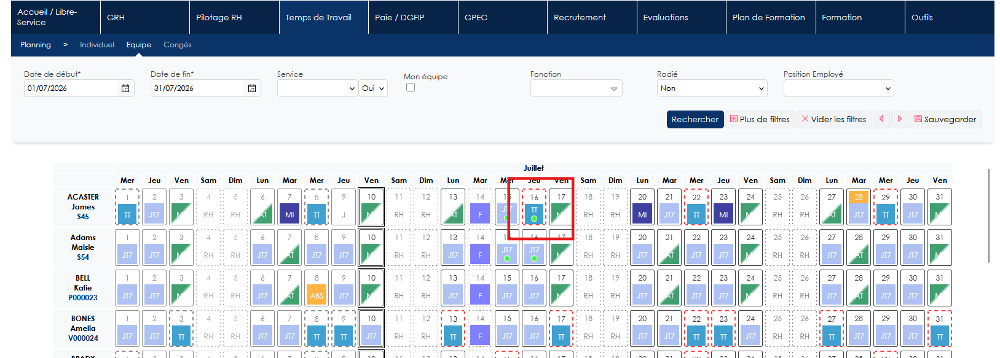 Accueil / Libre-Service GRH Pilotage RH Temps de Travail Paie / DGFIP GPEC Recrutement Evaluations Plan de Formation Formation Outils
Planning > Individuel Equipe Congés
Date de début* Date de fin* Service Mon équipe Fonction Radié Position Employé
01/07/2026 31/07/2026 Oui Non
Rechercher Plus de filtres Vider les filtres Sauvegarder
Juillet
Mer Jeu Ven Sam Dim Lun Mar Mer Jeu Ven Sam Dim Lun Mar Mer Jeu Ven Sam Dim Lun Mar Mer Jeu Ven Sam Dim Lun Mar Mer Jeu Ven
ACASTER James S45
1 2 3 4 5 6 7 8 9 10 11 12 13 14 15 16 17 18 19 20 21 22 23 24 25 26 27 28 29 30 31
TT JT7 M RH RH AT MI TT J M RH RH AT F JT7 TT M RH RH MI JT7 TT MI M RH RH AT JT7 TT JT7 M
Adams Maisie S54
1 2 3 4 5 6 7 8 9 10 11 12 13 14 15 16 17 18 19 20 21 22 23 24 25 26 27 28 29 30 31
JT7 JT7 M RH RH JT7 AT JT7 JT7 M RH RH JT7 F JT7 JT7 M RH RH JT7 AT JT7 JT7 M RH RH JT7 AT JT7 JT7 M
BELL Katie P000023
1 2 3 4 5 6 7 8 9 10 11 12 13 14 15 16 17 18 19 20 21 22 23 24 25 26 27 28 29 30 31
JT7 JT7 M RH RH JT7 AT ABS JT7 M RH RH JT7 F JT7 JT7 M RH RH JT7 AT JT7 JT7 M RH RH JT7 AT JT7 JT7 M
BONES Amelia V000024
1 2 3 4 5 6 7 8 9 10 11 12 13 14 15 16 17 18 19 20 21 22 23 24 25 26 27 28 29 30 31
JT7 JT7 TT RH RH JT7 JT7 TT TT JT7 RH RH TT F JT7 JT7 TT RH RH JT7 JT7 TT TT JT7 RH RH TT JT7 JT7 JT7 TT